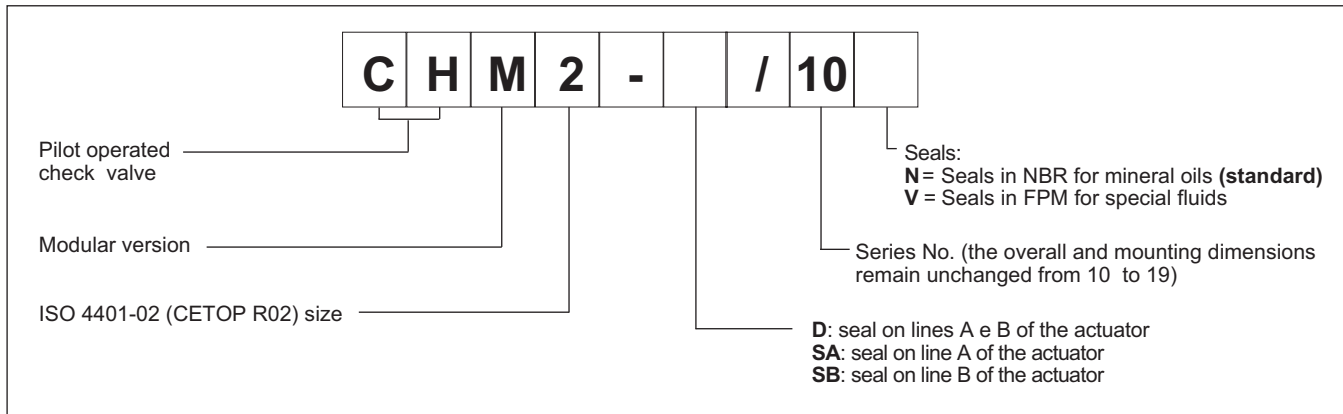 C H M 2 - / 10
Pilot operated
check valve
Modular version
ISO 4401-02 (CETOP R02) size
Seals:
N = Seals in NBR for mineral oils (standard)
V = Seals in FPM for special fluids
Series No. (the overall and mounting dimensions
remain unchanged from 10 to 19)
D: seal on lines A e B of the actuator
SA: seal on line A of the actuator
SB: seal on line B of the actuator